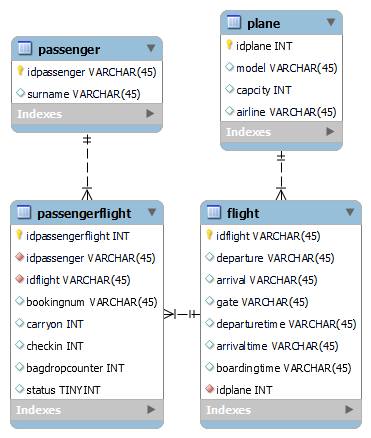 passenger
idpassenger VARCHAR(45)
surname VARCHAR(45)
Indexes
plane
idplane INT
model VARCHAR(45)
capcity INT
airline VARCHAR(45)
Indexes
passengerflight
idpassengerflight INT
idpassenger VARCHAR(45)
idflight VARCHAR(45)
bookingnum VARCHAR(45)
carryon INT
checkin INT
bagdropcounter INT
status TINYINT
Indexes
flight
idflight VARCHAR(45)
departure VARCHAR(45)
arrival VARCHAR(45)
gate VARCHAR(45)
departuretime VARCHAR(45)
arrivaltime VARCHAR(45)
boardingtime VARCHAR(45)
idplane INT
Indexes